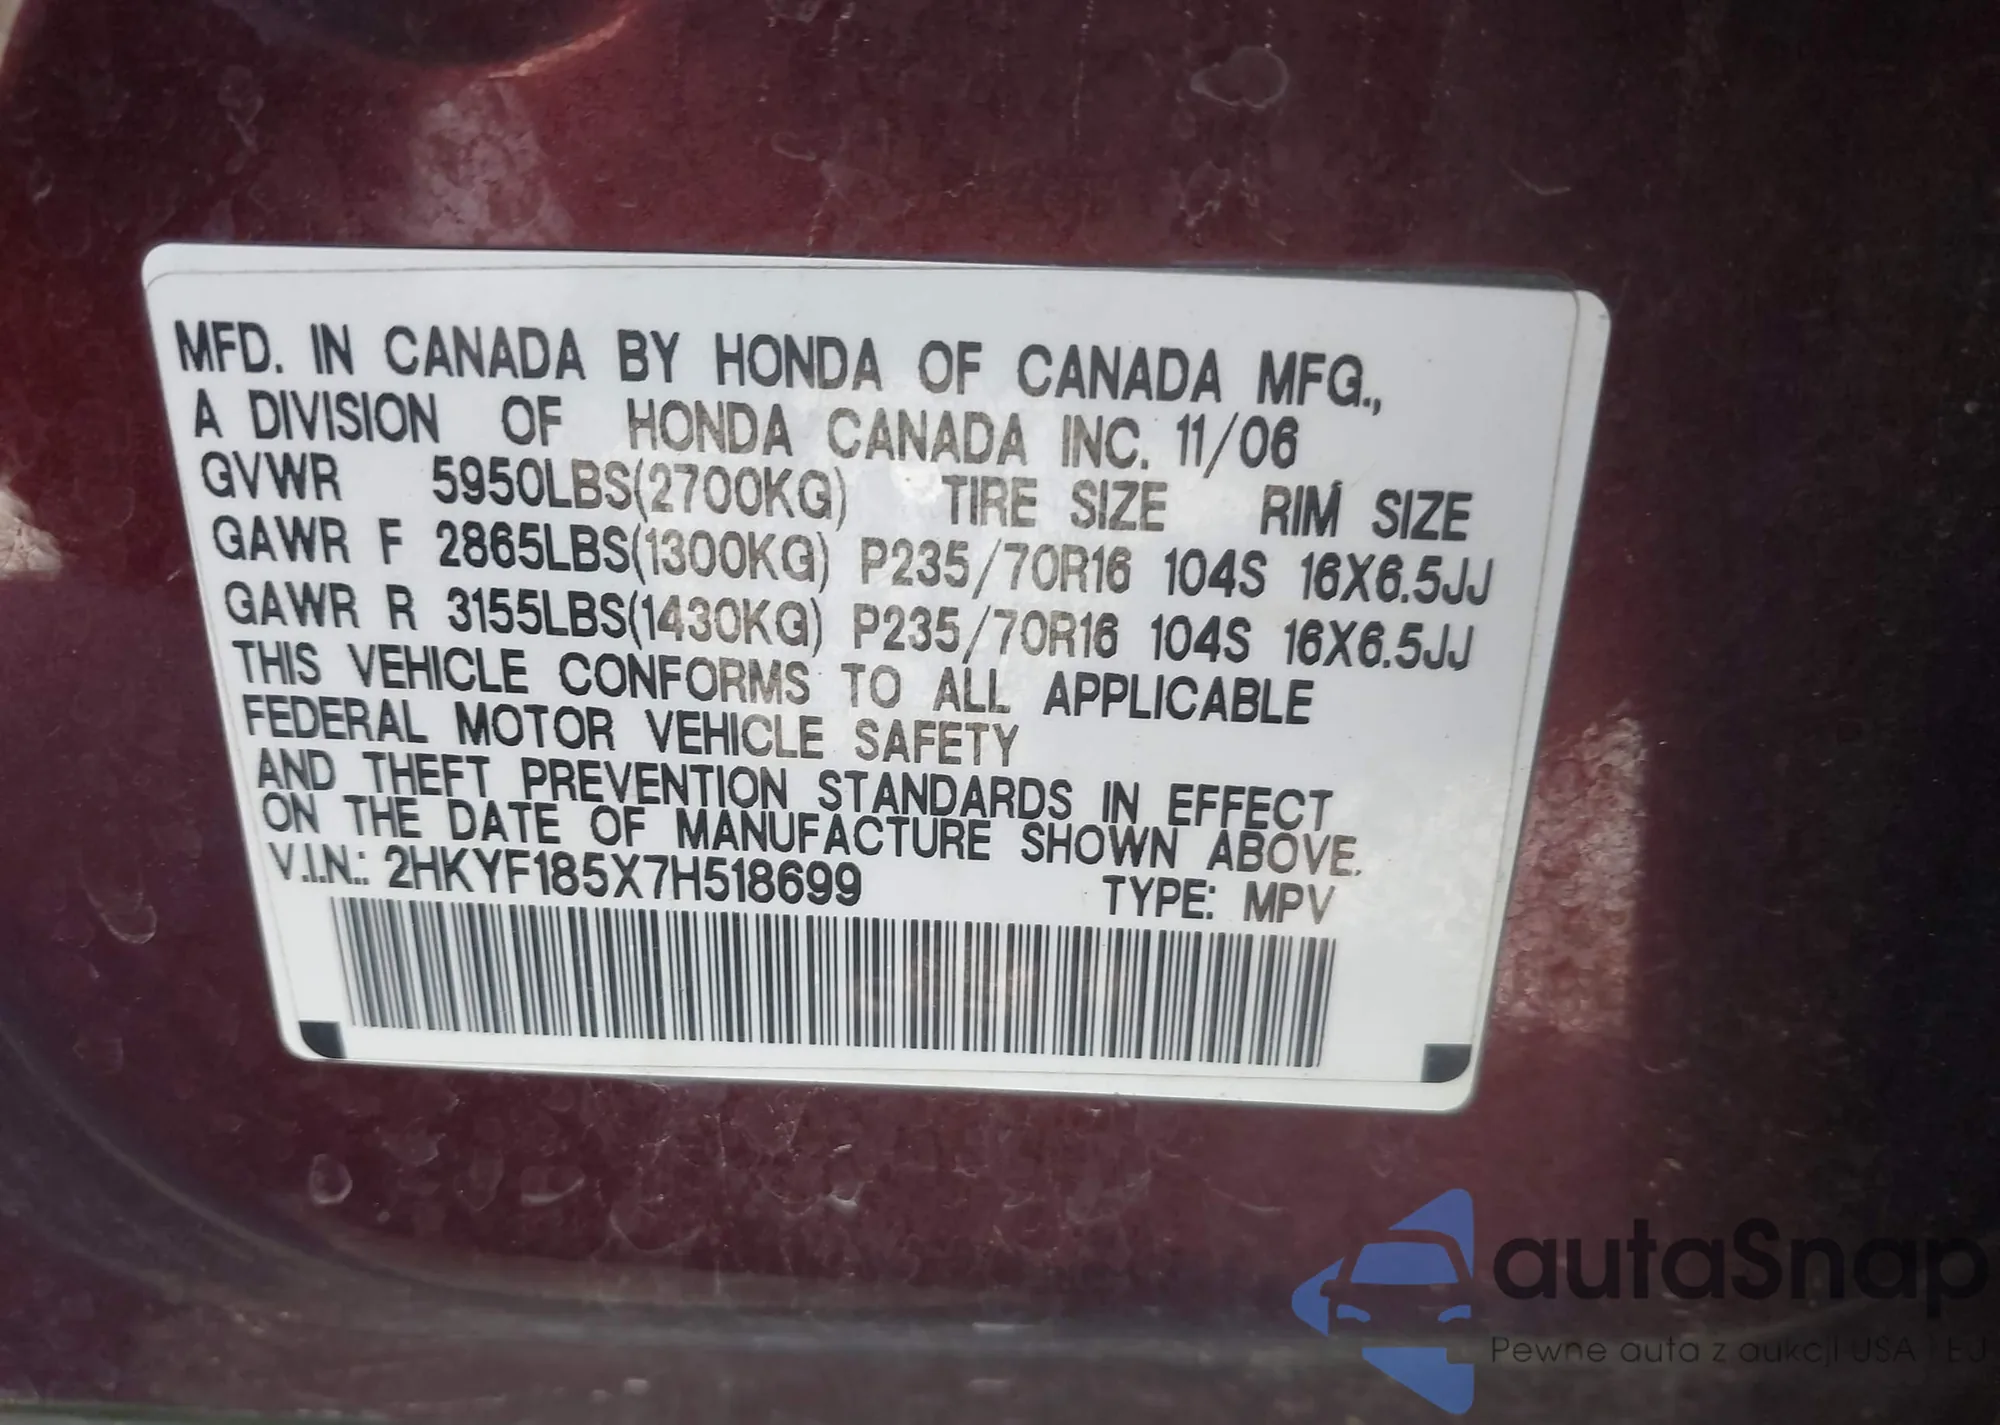 MFD. IN CANADA BY HONDA OF CANADA MFG.,
A DIVISION OF HONDA CANADA INC. 11/06
GVWR 5950LBS(2700KG) TIRE SIZE RIM SIZE
GAWR F 2865LBS(1300KG) P235/70R16 104S 16X6.5JJ
GAWR R 3155LBS(1430KG) P235/70R16 104S 16X6.5JJ
THIS VEHICLE CONFORMS TO ALL APPLICABLE
FEDERAL MOTOR VEHICLE SAFETY
AND THEFT PREVENTION STANDARDS IN EFFECT
ON THE DATE OF MANUFACTURE SHOWN ABOVE.
V.I.N.: 2HKYF185X7H518699 TYPE: MPV
autaSnap
Pewne auta z aukcji USA i EU